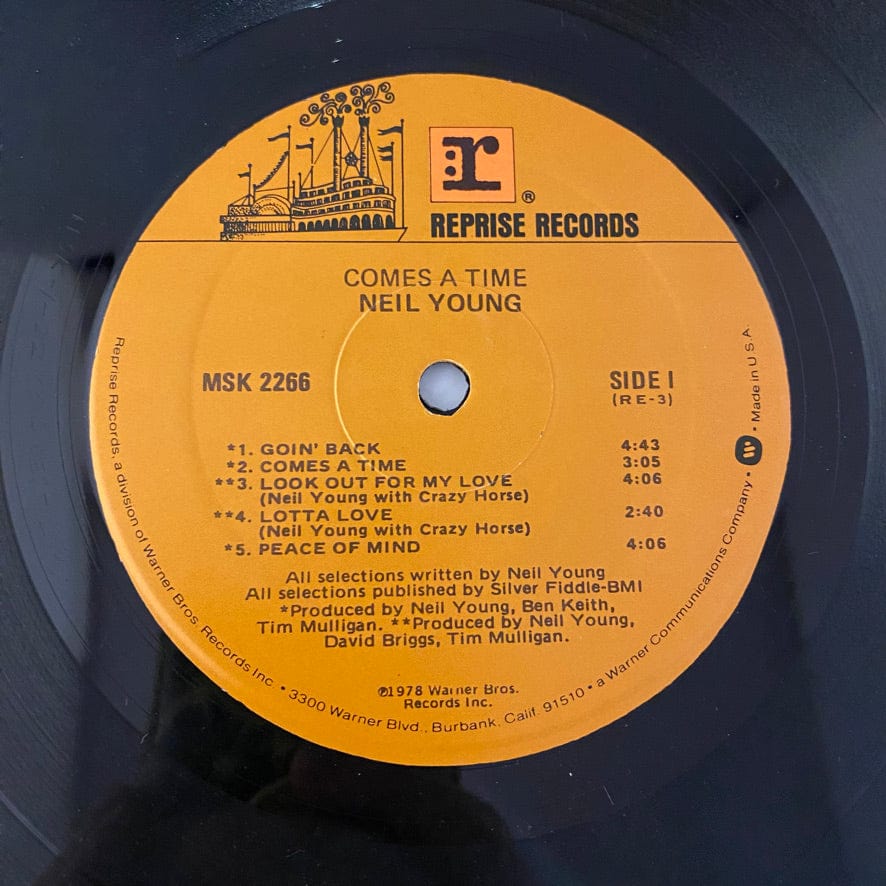 :r
®
REPRISE RECORDS
COMES A TIME
NEIL YOUNG
MSK 2266
SIDE I
(RE-3)
*1. GOIN' BACK 4:43
*2. COMES A TIME 3:05
**3. LOOK OUT FOR MY LOVE 4:06
(Neil Young with Crazy Horse)
**4. LOTTA LOVE 2:40
(Neil Young with Crazy Horse)
*5. PEACE OF MIND 4:06
All selections written by Neil Young
All selections published by Silver Fiddle-BMI
*Produced by Neil Young, Ben Keith,
Tim Mulligan. **Produced by Neil Young,
David Briggs, Tim Mulligan.
℗1978 Warner Bros.
Records Inc.
Reprise Records, a division of Warner Bros. Records Inc • 3300 Warner Blvd., Burbank, Calif. 91510 • a Warner Communications Company • W • Made in U.S.A.